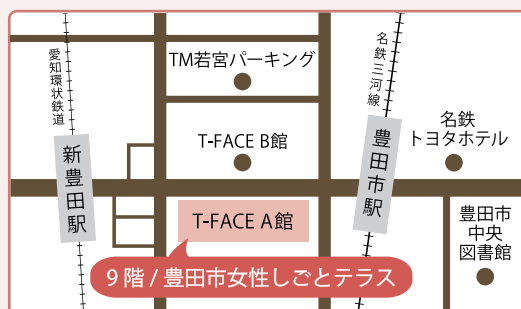 愛知環状鉄道
新豊田駅
TM若宮パーキング
T-FACE B館
T-FACE A館
9階 / 豊田市女性しごとテラス
名鉄三河線
豊田市駅
名鉄
トヨタホテル
豊田市
中央
図書館